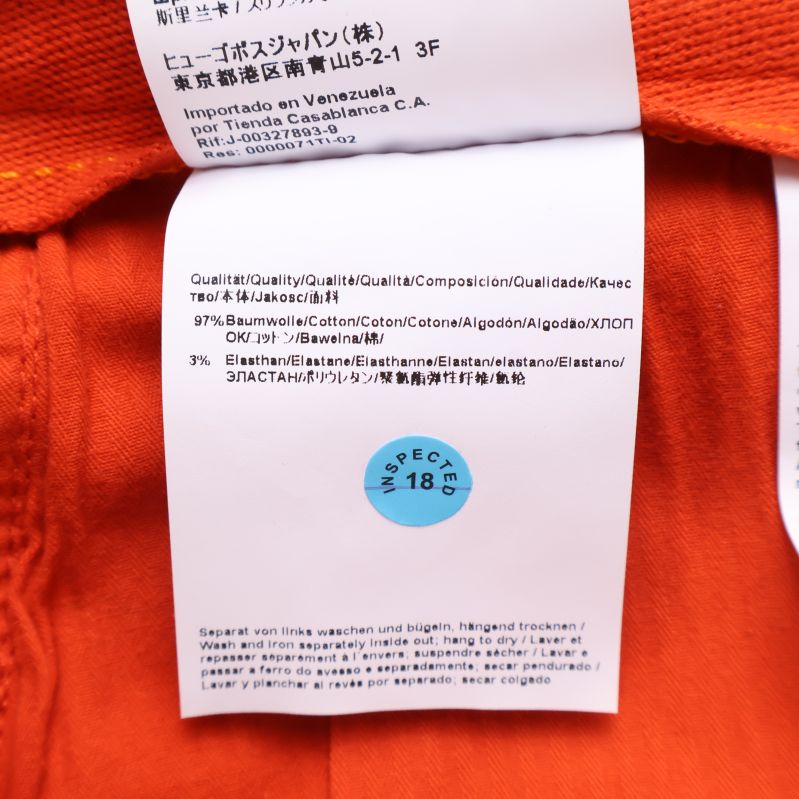 斯里兰卡 / スリランカ
ヒューゴボスジャパン(株)
東京都港区南青山5-2-1 3F
Importado en Venezuela
por Tienda Casablanca C.A.
Rif:J-00327893-9
Res: 0000071TI-02
Qualität/Quality/Qualité/Qualità/Composición/Qualidade/Качес
тво/本体/Jakosc/面料
97% Baumwolle/Cotton/Coton/Cotone/Algodón/Algodão/ХЛОП
ОК/コットン/Bawelna/棉/
3% Elasthan/Elastane/Elasthanne/Elastan/elastano/Elastano/
ЭЛАСТАН/ポリウレタン/聚氨酯弹性纤维/氨纶
INSPECTED
18
Separat von links waschen und bügeln, hängend trocknen /
Wash and iron separately inside out; hang to dry / Laver et
repasser séparément à l'envers; suspendre sécher / Lavar e
passar a ferro do avesso e separadamente; secar pendurado /
Lavar y planchar al revés por separado; secar colgado